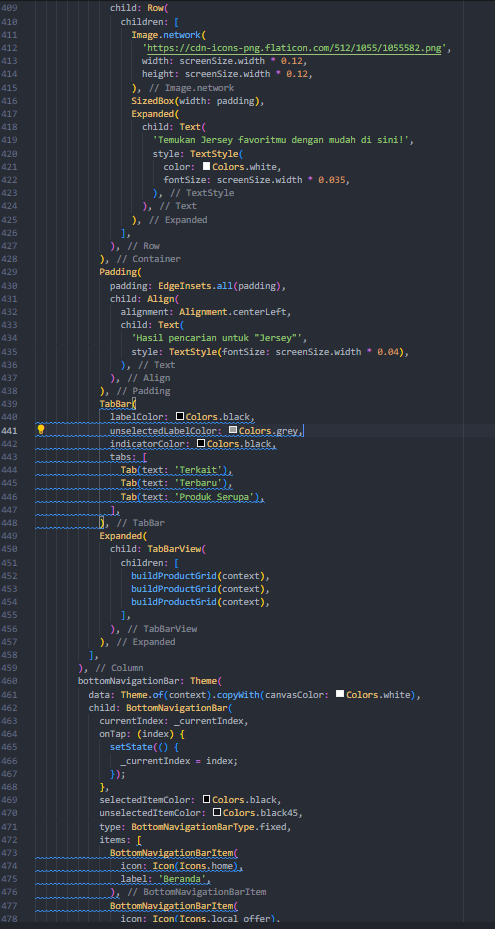 409 child: Row(
410 children: [
411 Image.network(
412 'https://cdn-icons-png.flaticon.com/512/1055/1055582.png',
413 width: screenSize.width * 0.12,
414 height: screenSize.width * 0.12,
415 ), // Image.network
416 SizedBox(width: padding),
417 Expanded(
418 child: Text(
419 'Temukan Jersey favoritmu dengan mudah di sini!',
420 style: TextStyle(
421 color: Colors.white,
422 fontSize: screenSize.width * 0.035,
423 ), // TextStyle
424 ), // Text
425 ), // Expanded
426 ],
427 ), // Row
428 ), // Container
429 Padding(
430 padding: EdgeInsets.all(padding),
431 child: Align(
432 alignment: Alignment.centerLeft,
433 child: Text(
434 'Hasil pencarian untuk "Jersey"',
435 style: TextStyle(fontSize: screenSize.width * 0.04),
436 ), // Text
437 ), // Align
438 ), // Padding
439 TabBar(
440 labelColor: Colors.black,
441 unselectedLabelColor: Colors.grey,
442 indicatorColor: Colors.black,
443 tabs: [
444 Tab(text: 'Terkait'),
445 Tab(text: 'Terbaru'),
446 Tab(text: 'Produk Serupa'),
447 ],
448 ), // TabBar
449 Expanded(
450 child: TabBarView(
451 children: [
452 buildProductGrid(context),
453 buildProductGrid(context),
454 buildProductGrid(context),
455 ],
456 ), // TabBarView
457 ), // Expanded
458 ],
459 ), // Column
460 bottomNavigationBar: Theme(
461 data: Theme.of(context).copyWith(canvasColor: Colors.white),
462 child: BottomNavigationBar(
463 currentIndex: _currentIndex,
464 onTap: (index) {
465 setState(() {
466 _currentIndex = index;
467 });
468 },
469 selectedItemColor: Colors.black,
470 unselectedItemColor: Colors.black45,
471 type: BottomNavigationBarType.fixed,
472 items: [
473 BottomNavigationBarItem(
474 icon: Icon(Icons.home),
475 label: 'Beranda',
476 ), // BottomNavigationBarItem
477 BottomNavigationBarItem(
478 icon: Icon(Icons.local_offer),